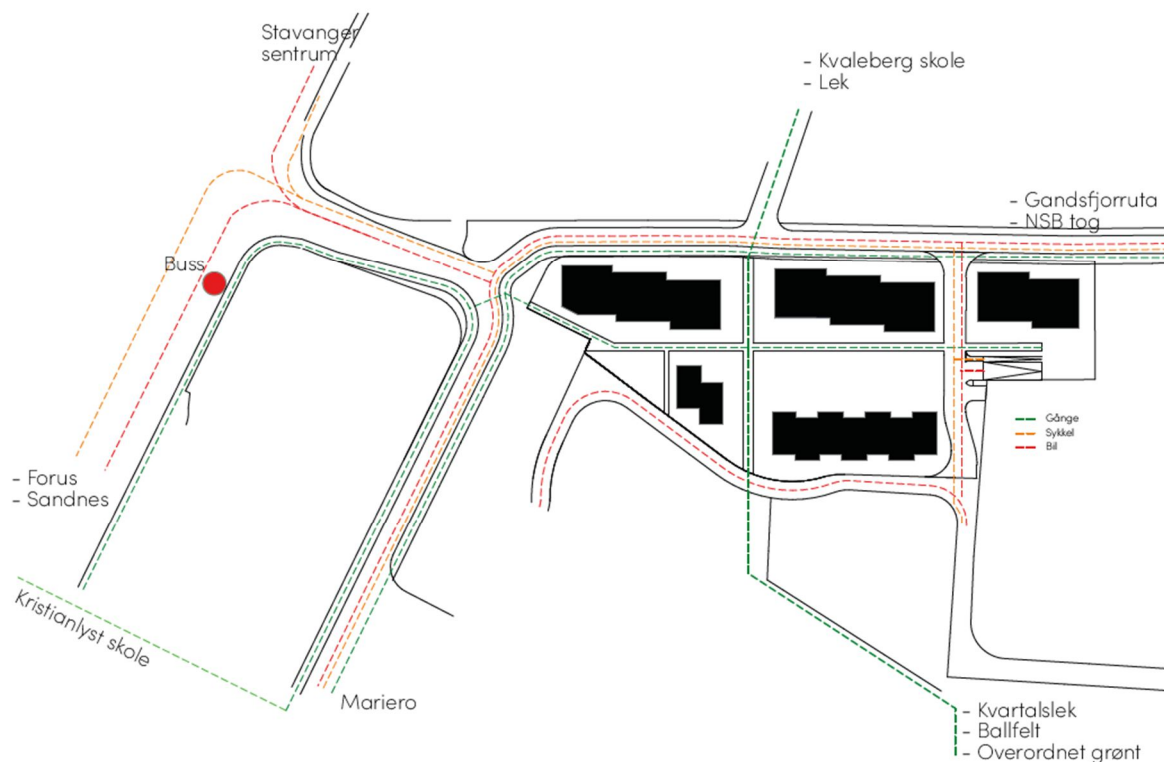 Stavanger
sentrum
- Kvaleberg skole
- Lek
- Gandsfjorruta
- NSB tog
Buss
Gånge
Sykkel
Bil
- Forus
- Sandnes
Kristianlyst skole
Mariero
- Kvartalslek
- Ballfelt
- Overordnet grønt